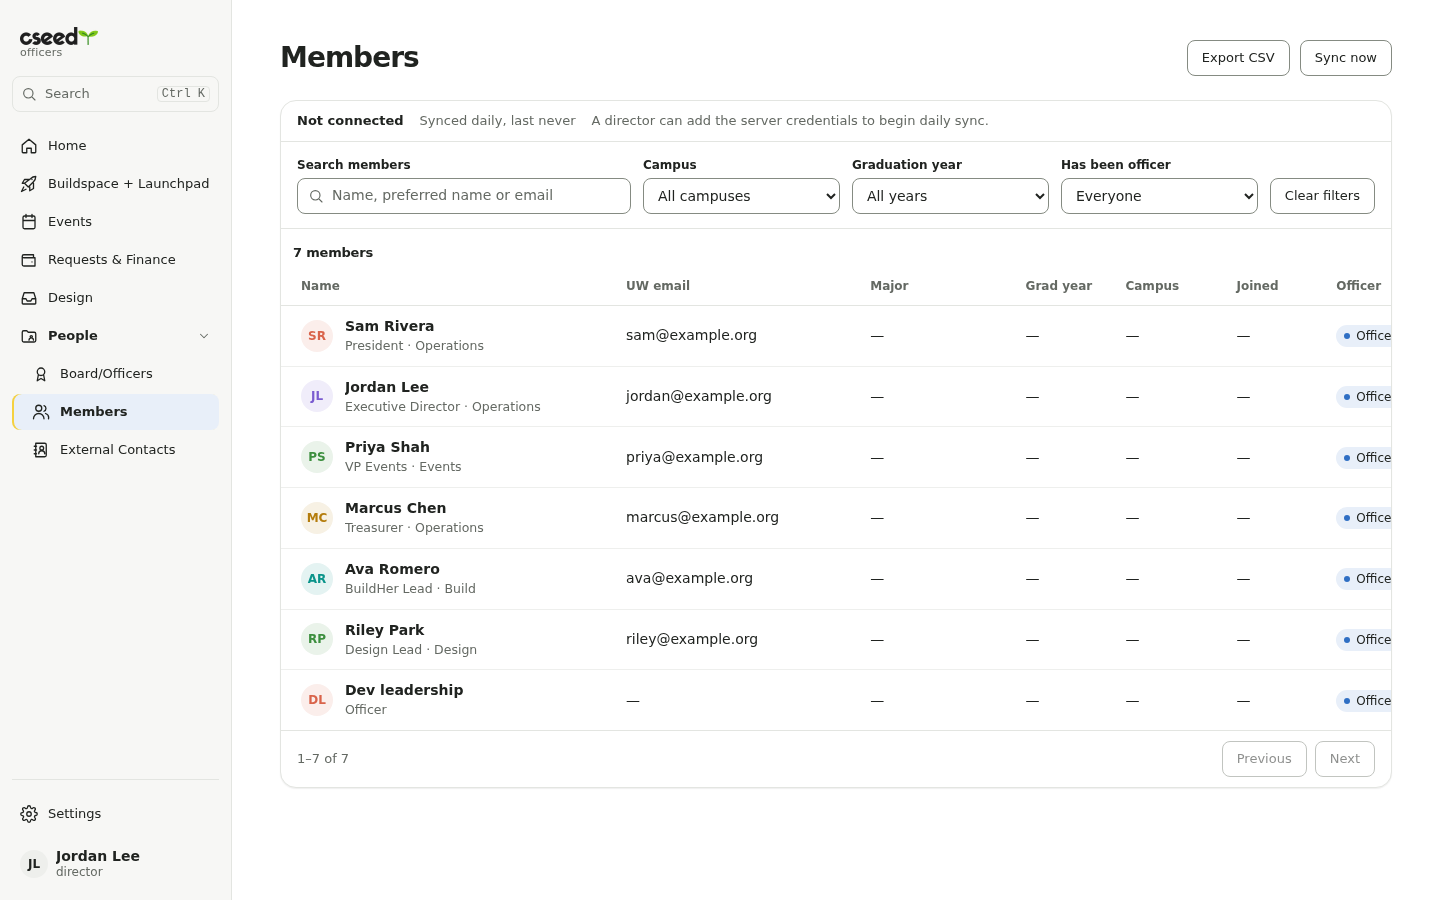 cseed
officers
Search Ctrl K
Home
Buildspace + Launchpad
Events
Requests & Finance
Design
People
Board/Officers
Members
External Contacts
Settings
JL Jordan Lee
director
Members
Export CSV Sync now
Not connected Synced daily, last never A director can add the server credentials to begin daily sync.
Search members Campus Graduation year Has been officer
Name, preferred name or email All campuses All years Everyone Clear filters
7 members
Name UW email Major Grad year Campus Joined Officer
SR Sam Rivera sam@example.org — — — — Office
President · Operations
JL Jordan Lee jordan@example.org — — — — Office
Executive Director · Operations
PS Priya Shah priya@example.org — — — — Office
VP Events · Events
MC Marcus Chen marcus@example.org — — — — Office
Treasurer · Operations
AR Ava Romero ava@example.org — — — — Office
BuildHer Lead · Build
RP Riley Park riley@example.org — — — — Office
Design Lead · Design
DL Dev leadership — — — — — Office
Officer
1–7 of 7 Previous Next